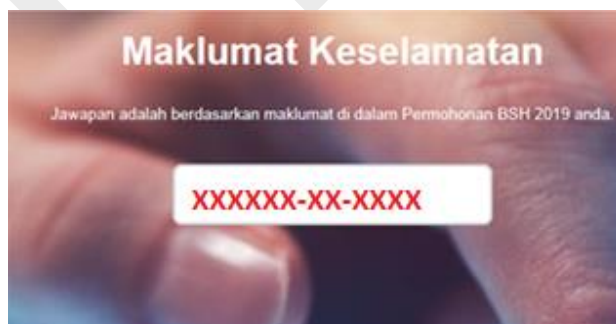 Maklumat Keselamatan
Jawapan adalah berdasarkan maklumat di dalam Permohonan BSH 2019 anda.
XXXXXX-XX-XXXX